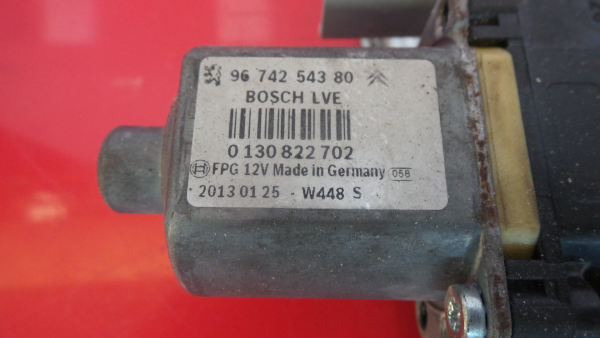 96 742 543 80
BOSCH LVE
0 130 822 702
FPG 12V Made in Germany 058
2013 01 25 - W448 S